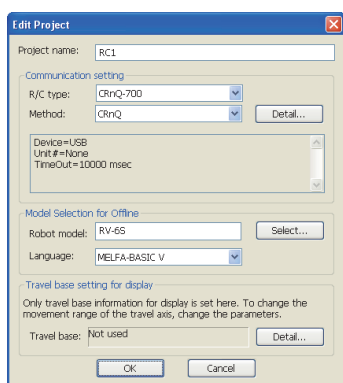 Edit Project
Project name: RC1
Communication setting
R/C type: CRnQ-700
Method: CRnQ Detail...
Device=USB
Unit#=None
TimeOut=10000 msec
Model Selection for Offline
Robot model: RV-6S Select...
Language: MELFA-BASIC V
Travel base setting for display
Only travel base information for display is set here. To change the
movement range of the travel axis, change the parameters.
Travel base: Not used Detail...
OK Cancel